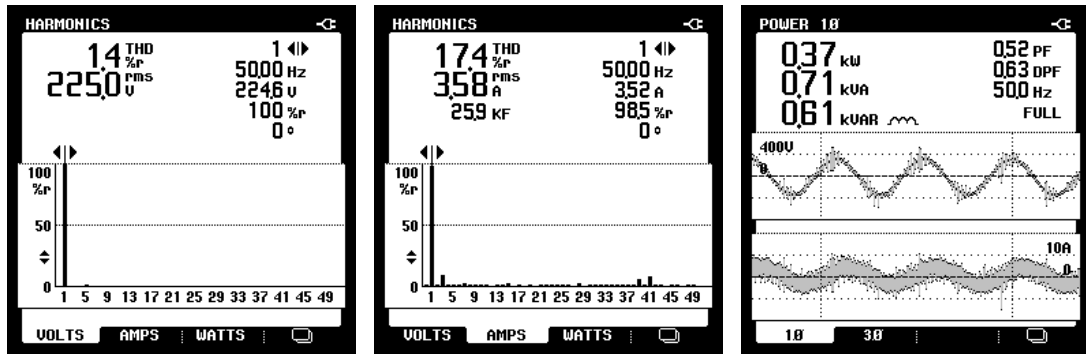 HARMONICS
1.4 THD %r
225.0 rms V
1
50.00 Hz
224.6 V
100 %r
0 °
100
%r
50
0
1 5 9 13 17 21 25 29 33 37 41 45 49
VOLTS AMPS WATTS
HARMONICS
17.4 THD %r
3.58 rms A
25.9 KF
1
50.00 Hz
3.52 A
98.5 %r
0 °
100
%r
50
0
1 5 9 13 17 21 25 29 33 37 41 45 49
VOLTS AMPS WATTS
POWER 1Ø
0.37 kW
0.71 kVA
0.61 kVAR
0.52 PF
0.63 DPF
50.0 Hz
FULL
400V
0
10A
0
1Ø 3Ø